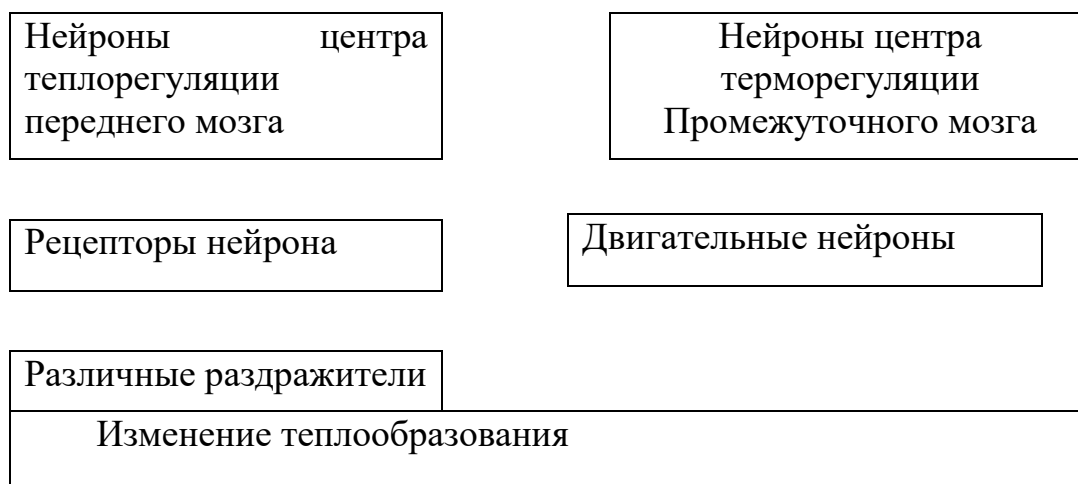 Нейроны центра
теплорегуляции
переднего мозга
Нейроны центра
терморегуляции
Промежуточного мозга
Рецепторы нейрона
Двигательные нейроны
Различные раздражители
Изменение теплообразования